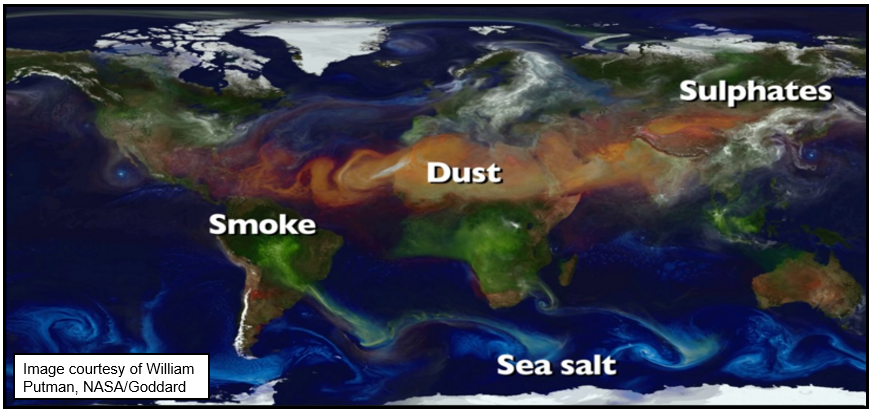 Sulphates
Dust
Smoke
Sea salt
Image courtesy of William
Putman, NASA/Goddard